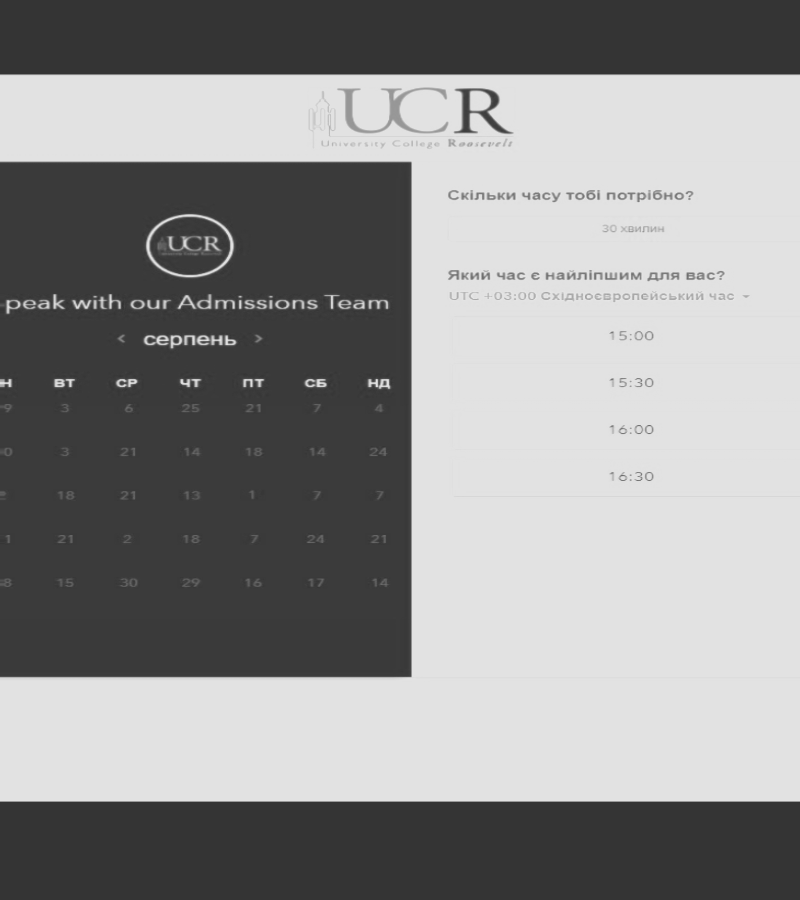 UCR
University College Roosevelt
UCR
peak with our Admissions Team
< серпень >
Н ВТ СР ЧТ ПТ СБ НД
9 3 6 25 21 7 4
0 3 21 14 18 14 24
18 21 13 1 7 7
1 21 2 18 7 24 21
8 15 30 29 16 17 14
Скільки часу тобі потрібно?
30 хвилин
Який час є найліпшим для вас?
UTC +03:00 Східноєвропейський час
15:00
15:30
16:00
16:30